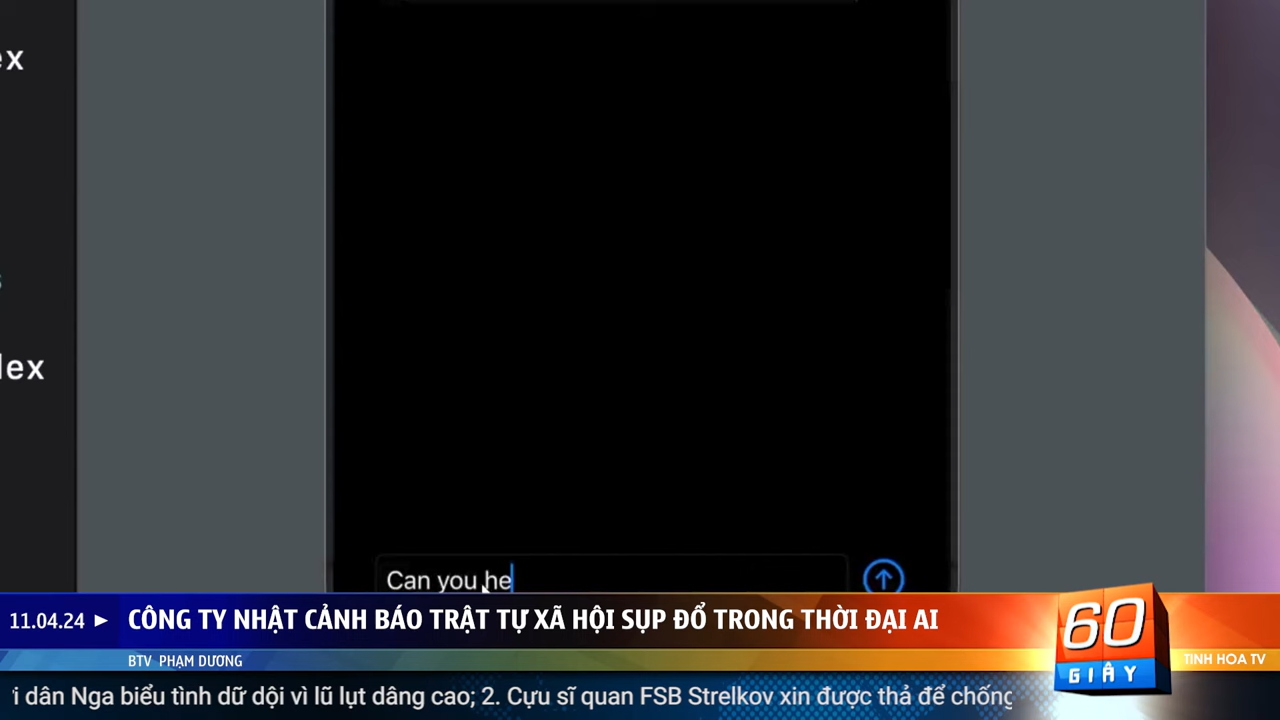 ex
lex
Can you he
11.04.24
CÔNG TY NHẬT CẢNH BÁO TRẬT TỰ XÃ HỘI SỤP ĐỔ TRONG THỜI ĐẠI AI
60
GIÂY
BTV PHẠM DƯƠNG
TINH HOA TV
i dân Nga biểu tình dữ dội vì lũ lụt dâng cao; 2. Cựu sĩ quan FSB Strelkov xin được thả để chống